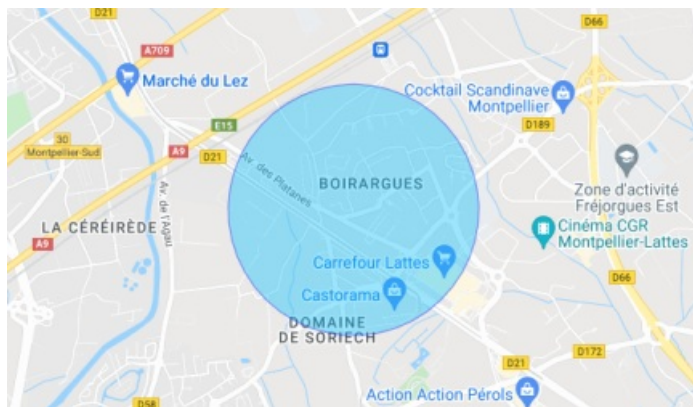 D21
D66
A709
Marché du Lez
Cocktail Scandinave
Montpellier
E15
D189
30
Montpellier-Sud
A9
D21
Av. des Platanes
BOIRARGUES
Zone d'activité
Fréjorgues Est
Av. de l'Agau
LA CÉRÉIRÈDE
A9
Cinéma CGR
Montpellier-Lattes
Carrefour Lattes
D66
Castorama
DOMAINE
DE SORIECH
D172
D21
Action Action Pérols
D58